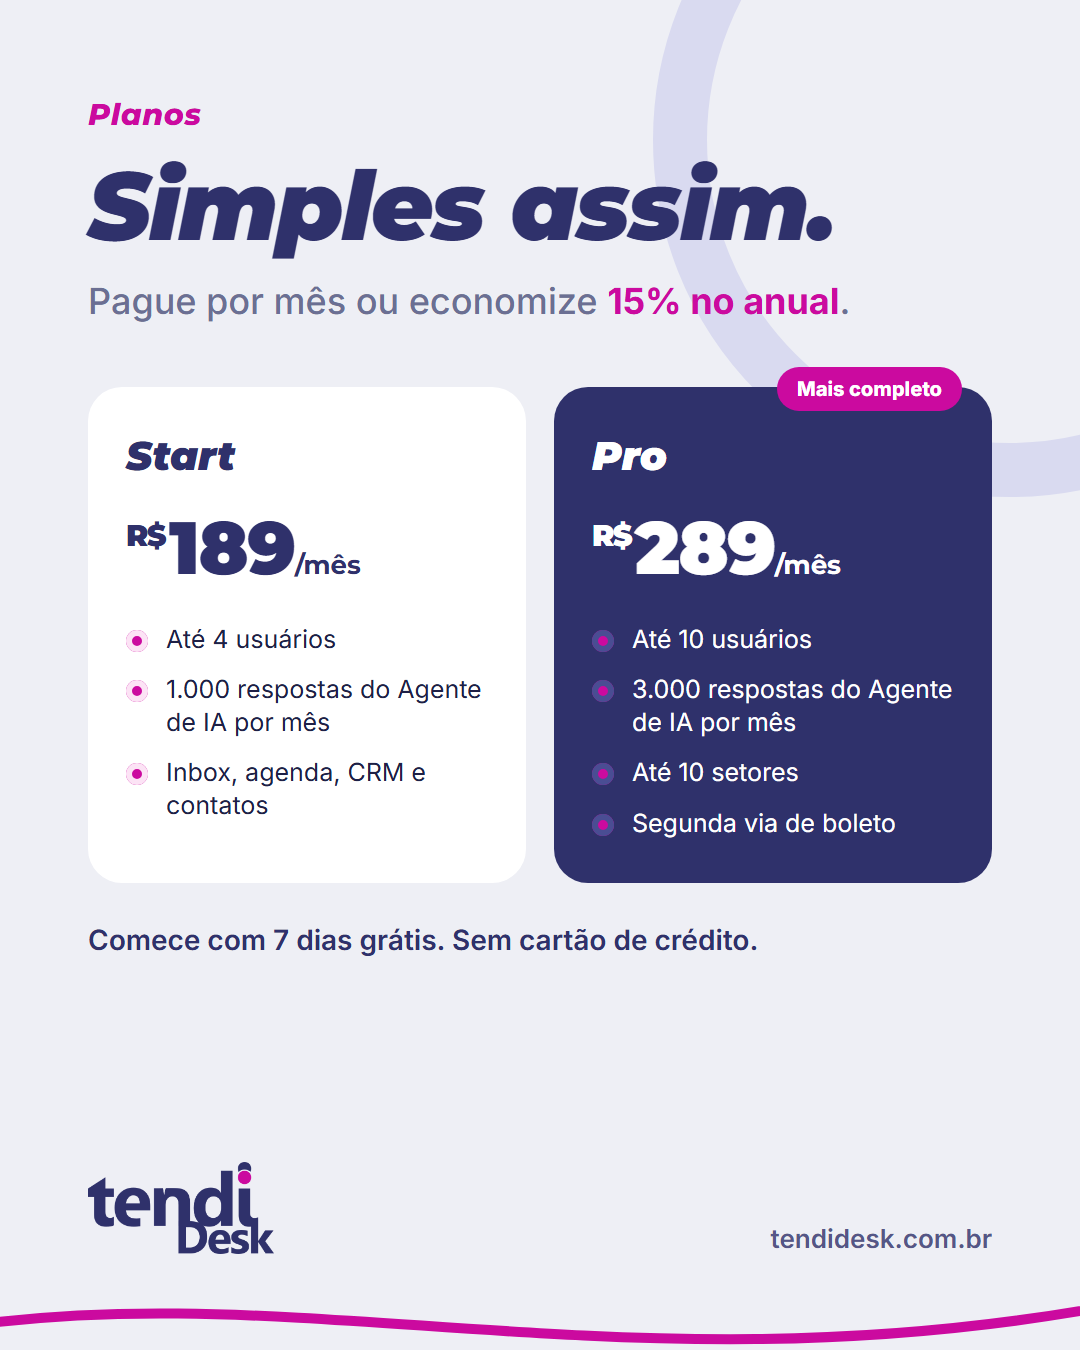 Planos
Simples assim.
Pague por mês ou economize 15% no anual.
Start
R$189/mês
Até 4 usuários
1.000 respostas do Agente
de IA por mês
Inbox, agenda, CRM e
contatos
Mais completo
Pro
R$289/mês
Até 10 usuários
3.000 respostas do Agente
de IA por mês
Até 10 setores
Segunda via de boleto
Comece com 7 dias grátis. Sem cartão de crédito.
tendi
Desk
tendidesk.com.br